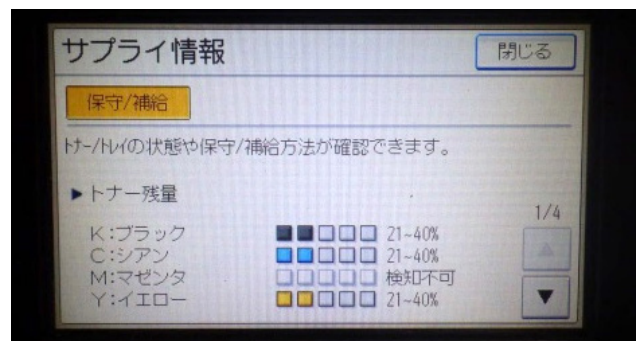 サプライ情報
閉じる
保守/補給
トナー/トレイの状態や保守/補給方法が確認できます。
▶トナー残量
1/4
K:ブラック 21~40%
C:シアン 21~40%
M:マゼンタ 検知不可
Y:イエロー 21~40%